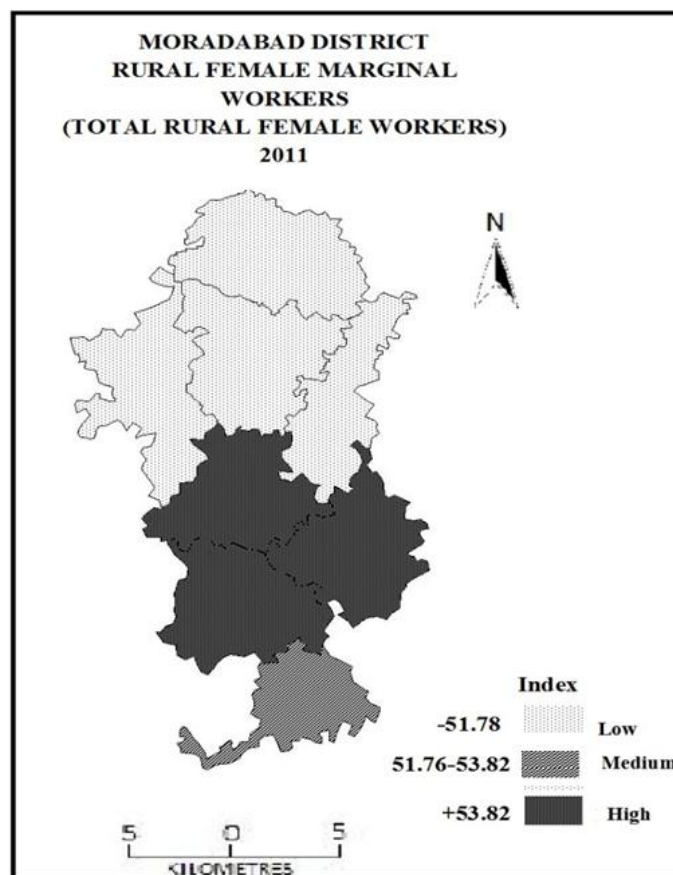 MORADABAD DISTRICT
RURAL FEMALE MARGINAL
WORKERS
(TOTAL RURAL FEMALE WORKERS)
2011
N
Index
-51.78 Low
51.76-53.82 Medium
+53.82 High
5 0 5
KILOMETRES